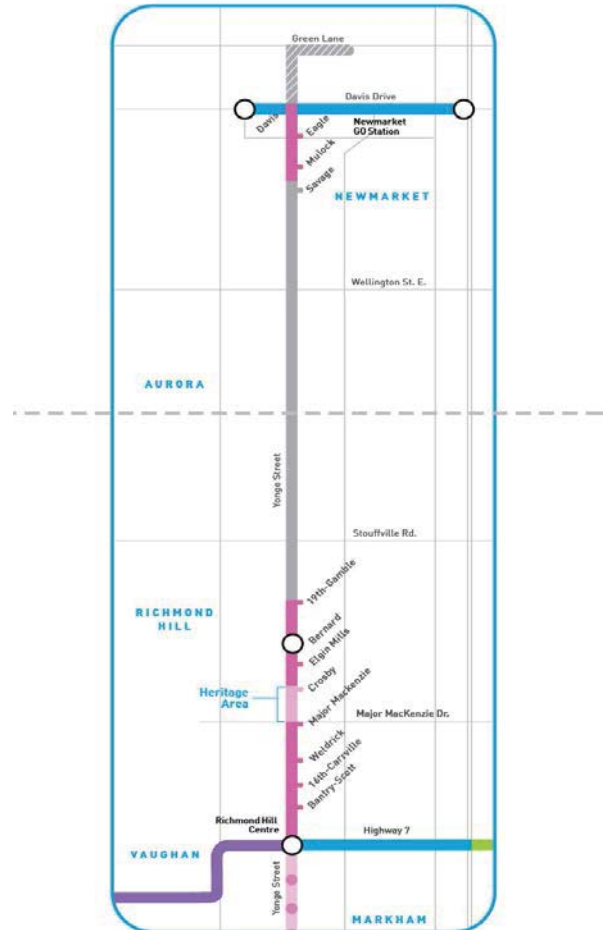 Green Lane
Davis Drive
Davis
Eagle
Newmarket
GO Station
Mulock
Savage
NEWMARKET
Wellington St. E.
AURORA
Yonge Street
Stouffville Rd.
19th-Gamble
RICHMOND
HILL
Bernard
Elgin Mills
Crosby
Heritage
Area
Major Mackenzie
Major MacKenzie Dr.
Weldrick
16th-Carrville
Bantry-Scott
Richmond Hill
Centre
Highway 7
VAUGHAN
Yonge Street
MARKHAM